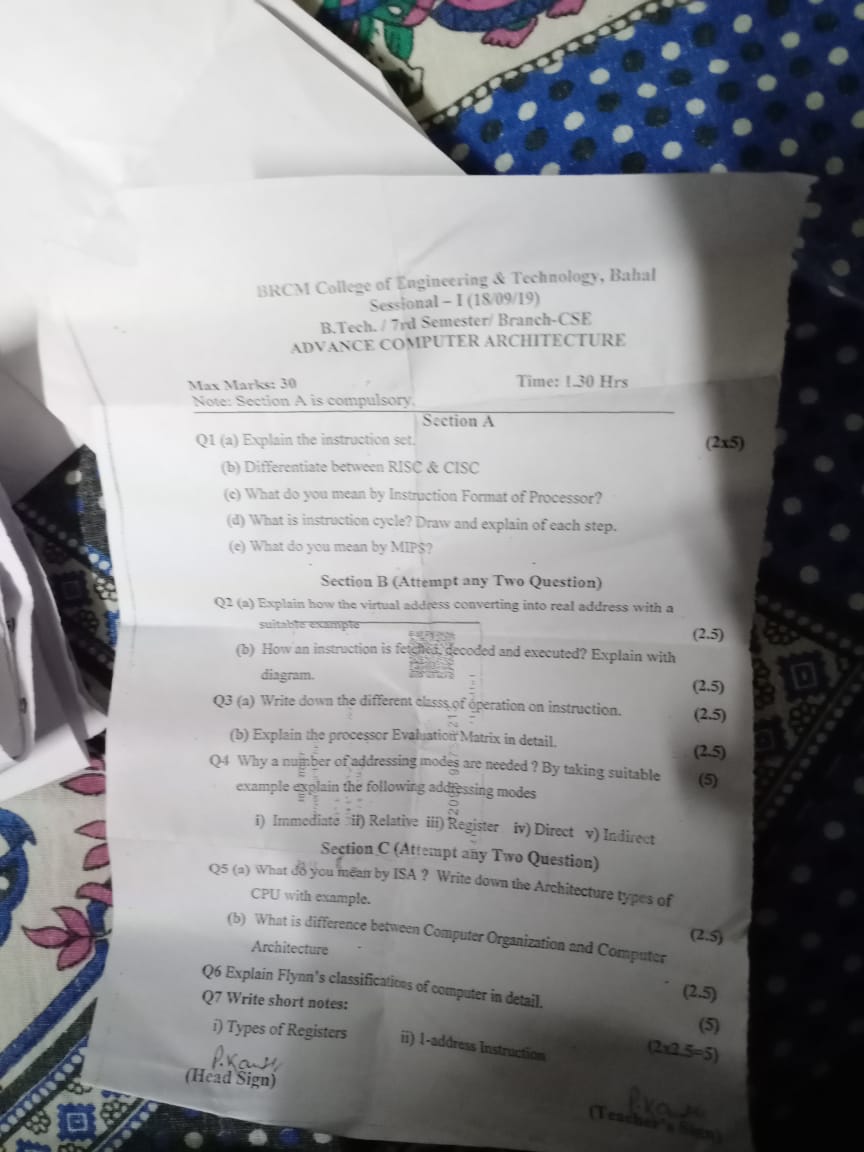 BRCM College of Engineering & Technology, Bahal
Sessional – I (18/09/19)
B.Tech. / 7rd Semester/ Branch-CSE
ADVANCE COMPUTER ARCHITECTURE
Max Marks: 30 Time: 1.30 Hrs
Note: Section A is compulsory.
Section A
Q1 (a) Explain the instruction set. (2x5)
(b) Differentiate between RISC & CISC
(c) What do you mean by Instruction Format of Processor?
(d) What is instruction cycle? Draw and explain of each step.
(e) What do you mean by MIPS?
Section B (Attempt any Two Question)
Q2 (a) Explain how the virtual address converting into real address with a
suitable example (2.5)
(b) How an instruction is fetched, decoded and executed? Explain with
diagram. (2.5)
Q3 (a) Write down the different classs of operation on instruction. (2.5)
(b) Explain the processor Evaluation Matrix in detail. (2.5)
Q4 Why a number of addressing modes are needed ? By taking suitable (5)
example explain the following addressing modes
i) Immediate ii) Relative iii) Register iv) Direct v) Indirect
Section C (Attempt any Two Question)
Q5 (a) What do you mean by ISA ? Write down the Architecture types of
CPU with example. (2.5)
(b) What is difference between Computer Organization and Computer
Architecture (2.5)
Q6 Explain Flynn's classifications of computer in detail. (5)
Q7 Write short notes: (2x2.5=5)
i) Types of Registers ii) 1-address Instruction
(Head Sign)
(Teacher's Sign)